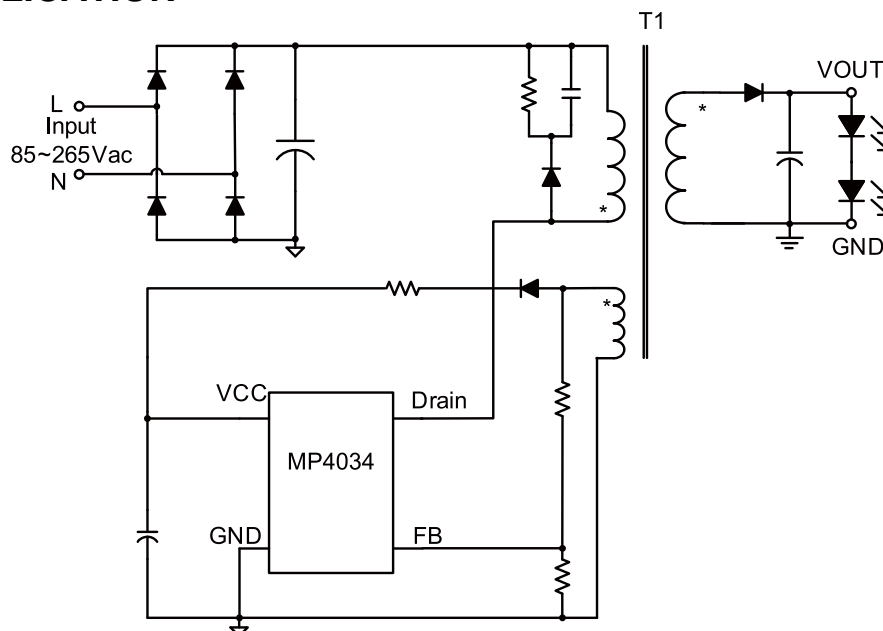 T1
*
VOUT
L
Input
85~265Vac
N
*
GND
*
VCC
Drain
MP4034
GND
FB